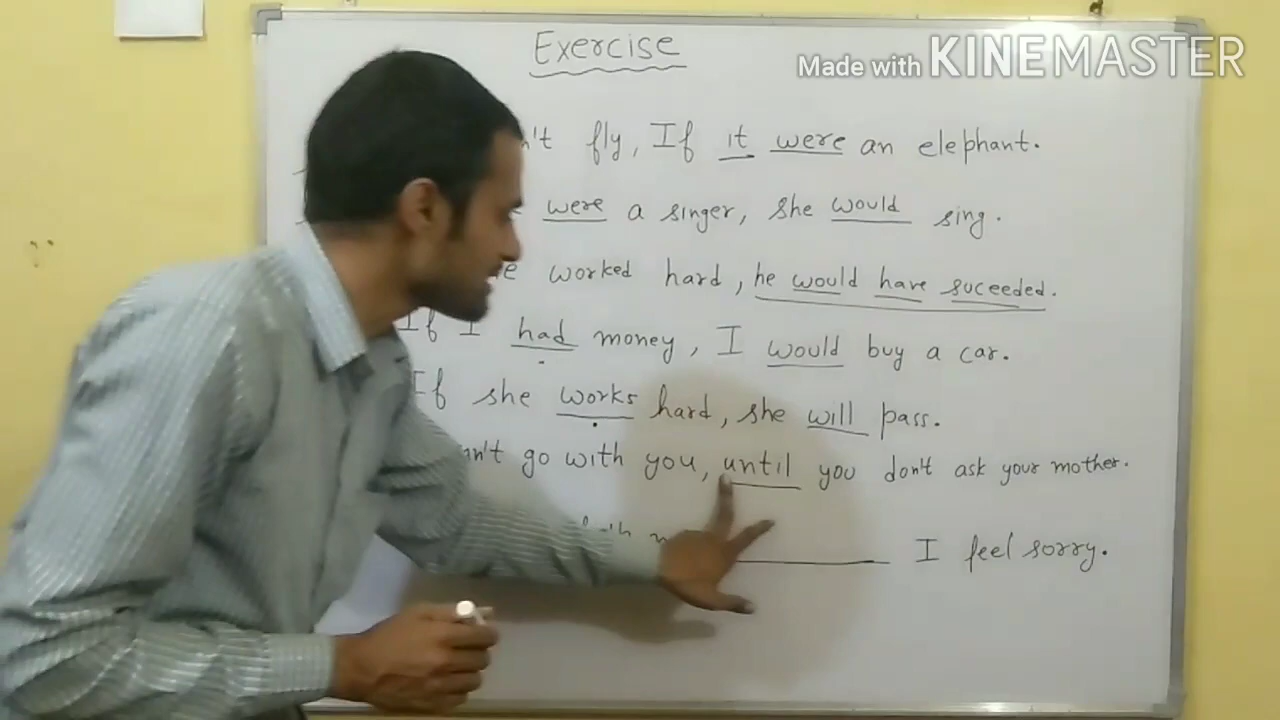 Exercise
Made with KINEMASTER
n't fly, If it were an elephant.
were a singer, she would sing.
worked hard, he would have suceeded.
If I had money, I would buy a car.
If she works hard, she will pass.
n't go with you, until you don't ask your mother.
I feel sorry.